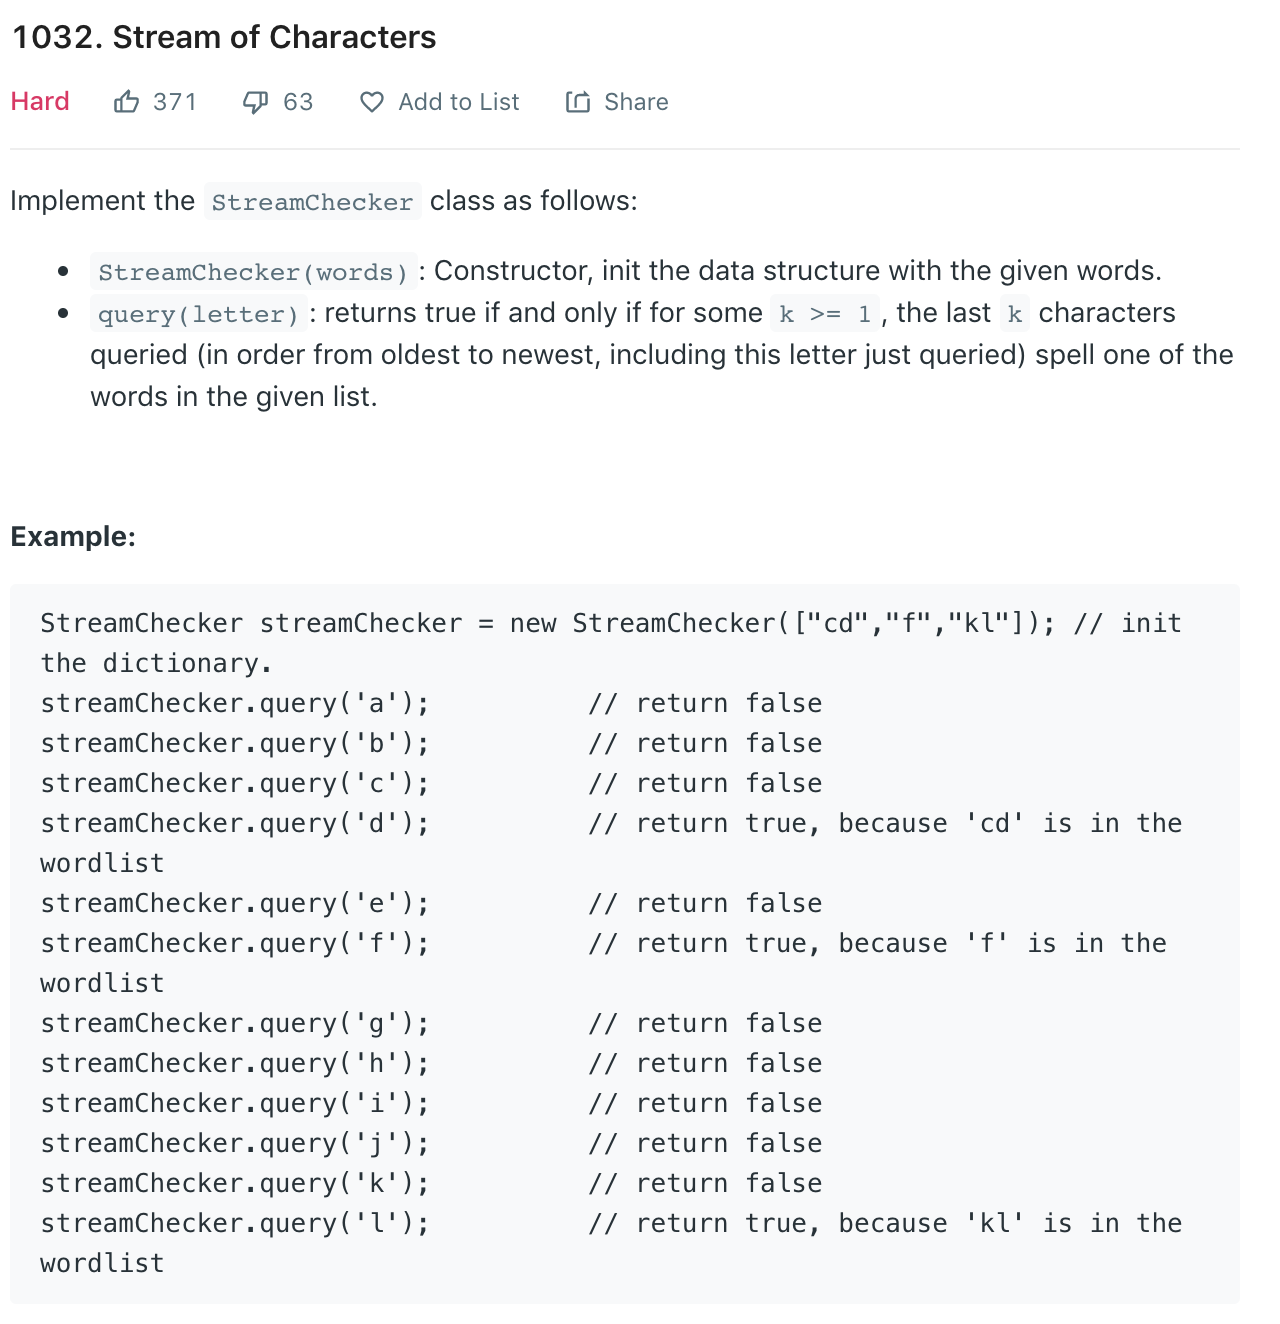 1032. Stream of Characters
Hard 371 63 Add to List Share
Implement the StreamChecker class as follows:
• StreamChecker(words): Constructor, init the data structure with the given words.
• query(letter): returns true if and only if for some k >= 1, the last k characters
queried (in order from oldest to newest, including this letter just queried) spell one of the
words in the given list.
Example:
StreamChecker streamChecker = new StreamChecker(["cd","f","kl"]); // init
the dictionary.
streamChecker.query('a');          // return false
streamChecker.query('b');          // return false
streamChecker.query('c');          // return false
streamChecker.query('d');          // return true, because 'cd' is in the
wordlist
streamChecker.query('e');          // return false
streamChecker.query('f');          // return true, because 'f' is in the
wordlist
streamChecker.query('g');          // return false
streamChecker.query('h');          // return false
streamChecker.query('i');          // return false
streamChecker.query('j');          // return false
streamChecker.query('k');          // return false
streamChecker.query('l');          // return true, because 'kl' is in the
wordlist